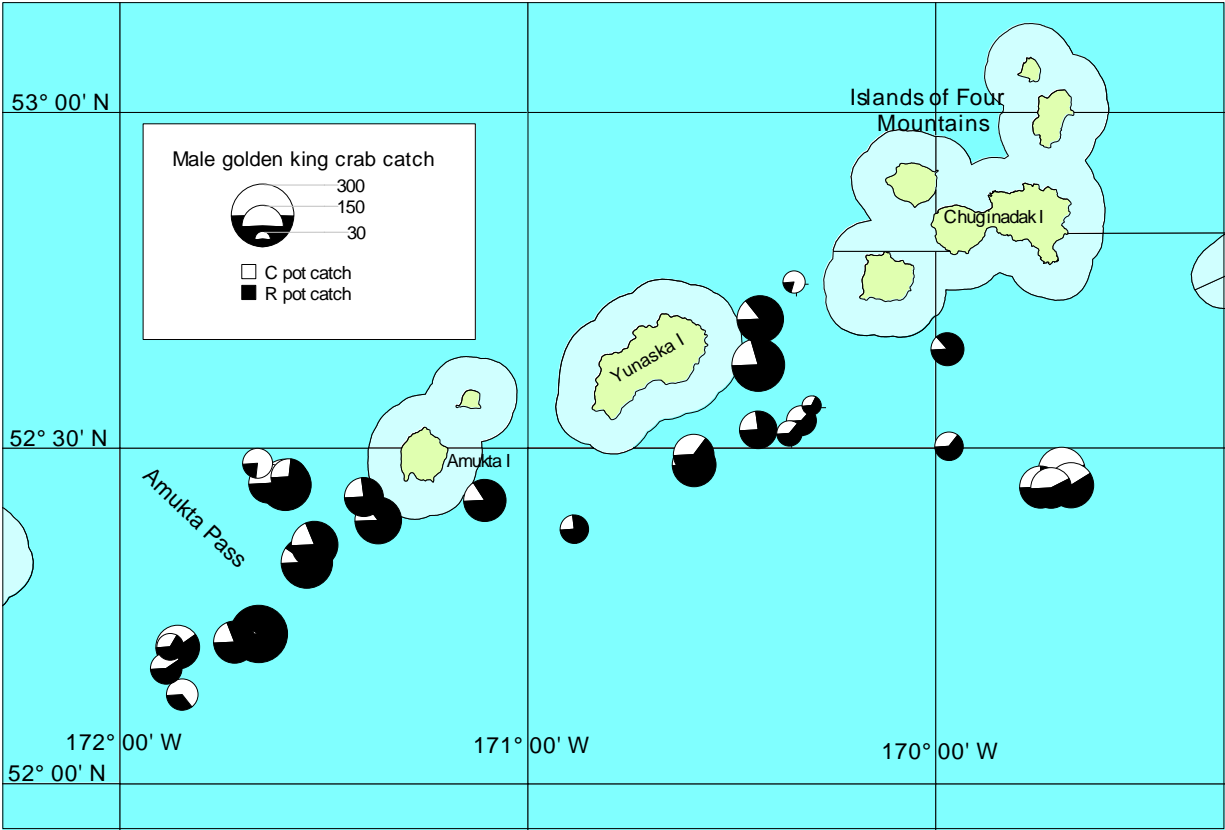 53° 00' N
Islands of Four
Mountains
Male golden king crab catch
300
150
30
C pot catch
R pot catch
Chuginadak I
Yunaska I
52° 30' N
Amukta I
Amukta Pass
172° 00' W
171° 00' W
170° 00' W
52° 00' N